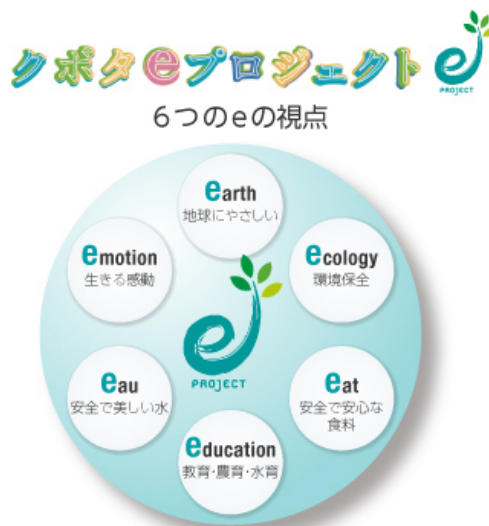 クボタeプロジェクト
PROJECT
6つのeの視点
earth
地球にやさしい
emotion
生きる感動
ecology
環境保全
e
PROJECT
eau
安全で美しい水
eat
安全で安心な
食料
education
教育・農育・水育